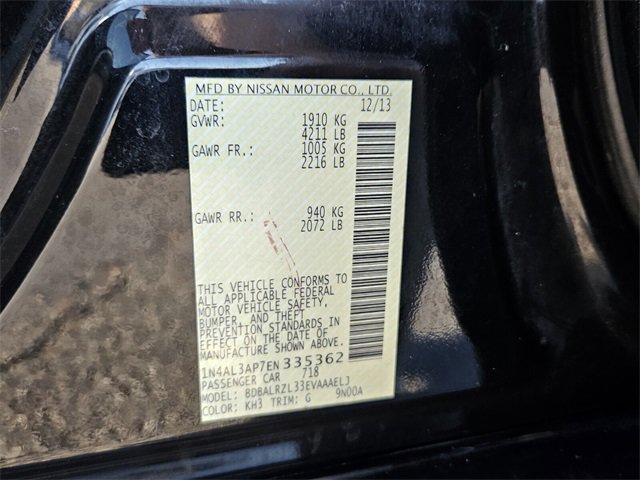 MFD BY NISSAN MOTOR CO., LTD.
DATE: 12/13
GVWR: 1910 KG
4211 LB
GAWR FR.: 1005 KG
2216 LB
GAWR RR.: 940 KG
2072 LB
THIS VEHICLE CONFORMS TO
ALL APPLICABLE FEDERAL
MOTOR VEHICLE SAFETY,
BUMPER, AND THEFT
PREVENTION STANDARDS IN
EFFECT ON THE DATE OF
MANUFACTURE SHOWN ABOVE.
1N4AL3AP7EN335362
PASSENGER CAR 718
MODEL: BDBALRZL33EVAAAELJ
COLOR: KH3 TRIM: G 9N00A